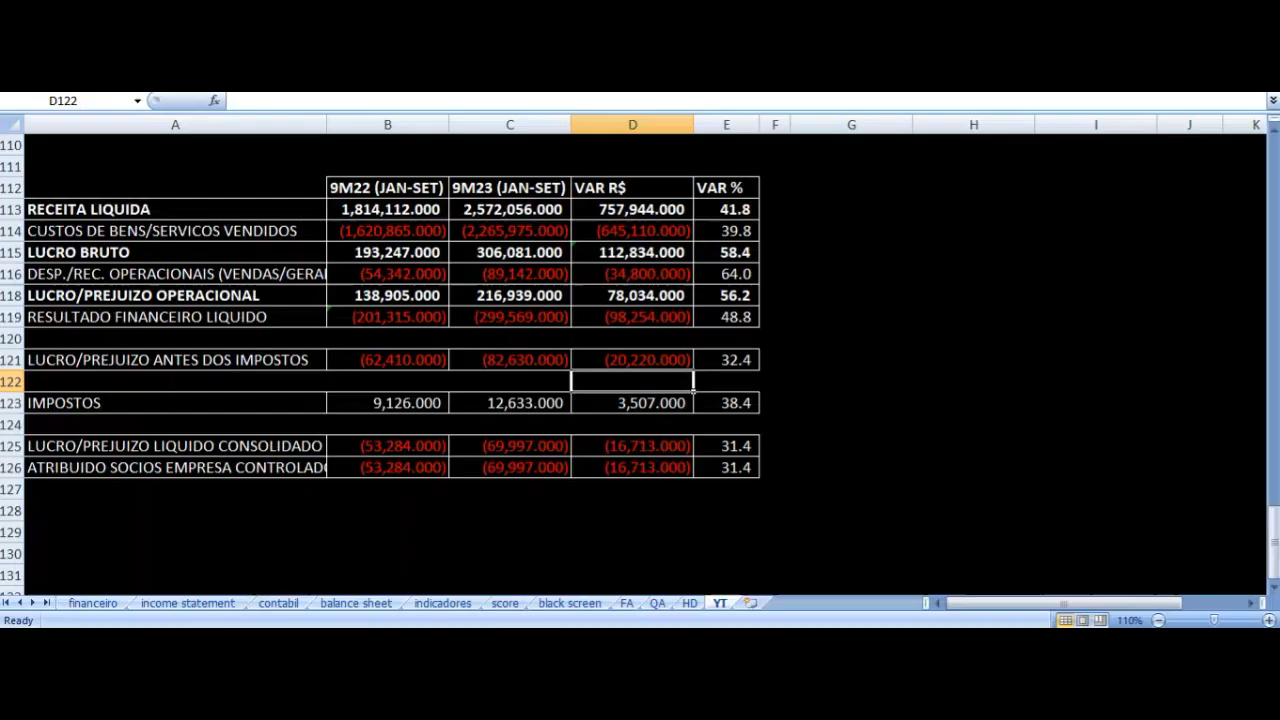 D122
A B C D E F G H I J K
110
111
112 9M22 (JAN-SET) 9M23 (JAN-SET) VAR R$ VAR %
113 RECEITA LIQUIDA 1,814,112.000 2,572,056.000 757,944.000 41.8
114 CUSTOS DE BENS/SERVICOS VENDIDOS (1,620,865.000) (2,265,975.000) (645,110.000) 39.8
115 LUCRO BRUTO 193,247.000 306,081.000 112,834.000 58.4
116 DESP./REC. OPERACIONAIS (VENDAS/GERAI (54,342.000) (89,142.000) (34,800.000) 64.0
118 LUCRO/PREJUIZO OPERACIONAL 138,905.000 216,939.000 78,034.000 56.2
119 RESULTADO FINANCEIRO LIQUIDO (201,315.000) (299,569.000) (98,254.000) 48.8
120
121 LUCRO/PREJUIZO ANTES DOS IMPOSTOS (62,410.000) (82,630.000) (20,220.000) 32.4
122
123 IMPOSTOS 9,126.000 12,633.000 3,507.000 38.4
124
125 LUCRO/PREJUIZO LIQUIDO CONSOLIDADO (53,284.000) (69,997.000) (16,713.000) 31.4
126 ATRIBUIDO SOCIOS EMPRESA CONTROLADO (53,284.000) (69,997.000) (16,713.000) 31.4
127
128
129
130
131
financeiro income statement contabil balance sheet indicadores score black screen FA QA HD YT
Ready 110%